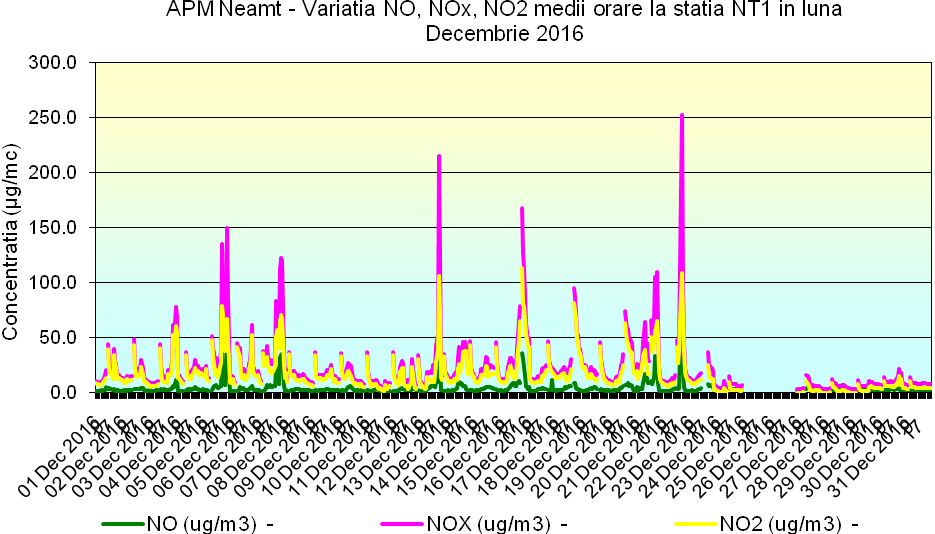 APM Neamt - Variatia NO, NOx, NO2 medii orare la statia NT1 in luna
Decembrie 2016
Concentratia (µg/mc)
300.0
250.0
200.0
150.0
100.0
50.0
0.0
01 Dec 2016
02 Dec 2016
03 Dec 2016
04 Dec 2016
05 Dec 2016
06 Dec 2016
07 Dec 2016
09 Dec 2016
10 Dec 2016
11 Dec 2016
12 Dec 2016
13 Dec 2016
14 Dec 2016
15 Dec 2016
16 Dec 2016
17 Dec 2016
18 Dec 2016
19 Dec 2016
20 Dec 2016
22 Dec 2016
23 Dec 2016
24 Dec 2016
25 Dec 2016
26 Dec 2016
27 Dec 2016
28 Dec 2016
29 Dec 2016
30 Dec 2016
31 Dec 2016
17
NO (ug/m3) -
NOX (ug/m3) -
NO2 (ug/m3) -